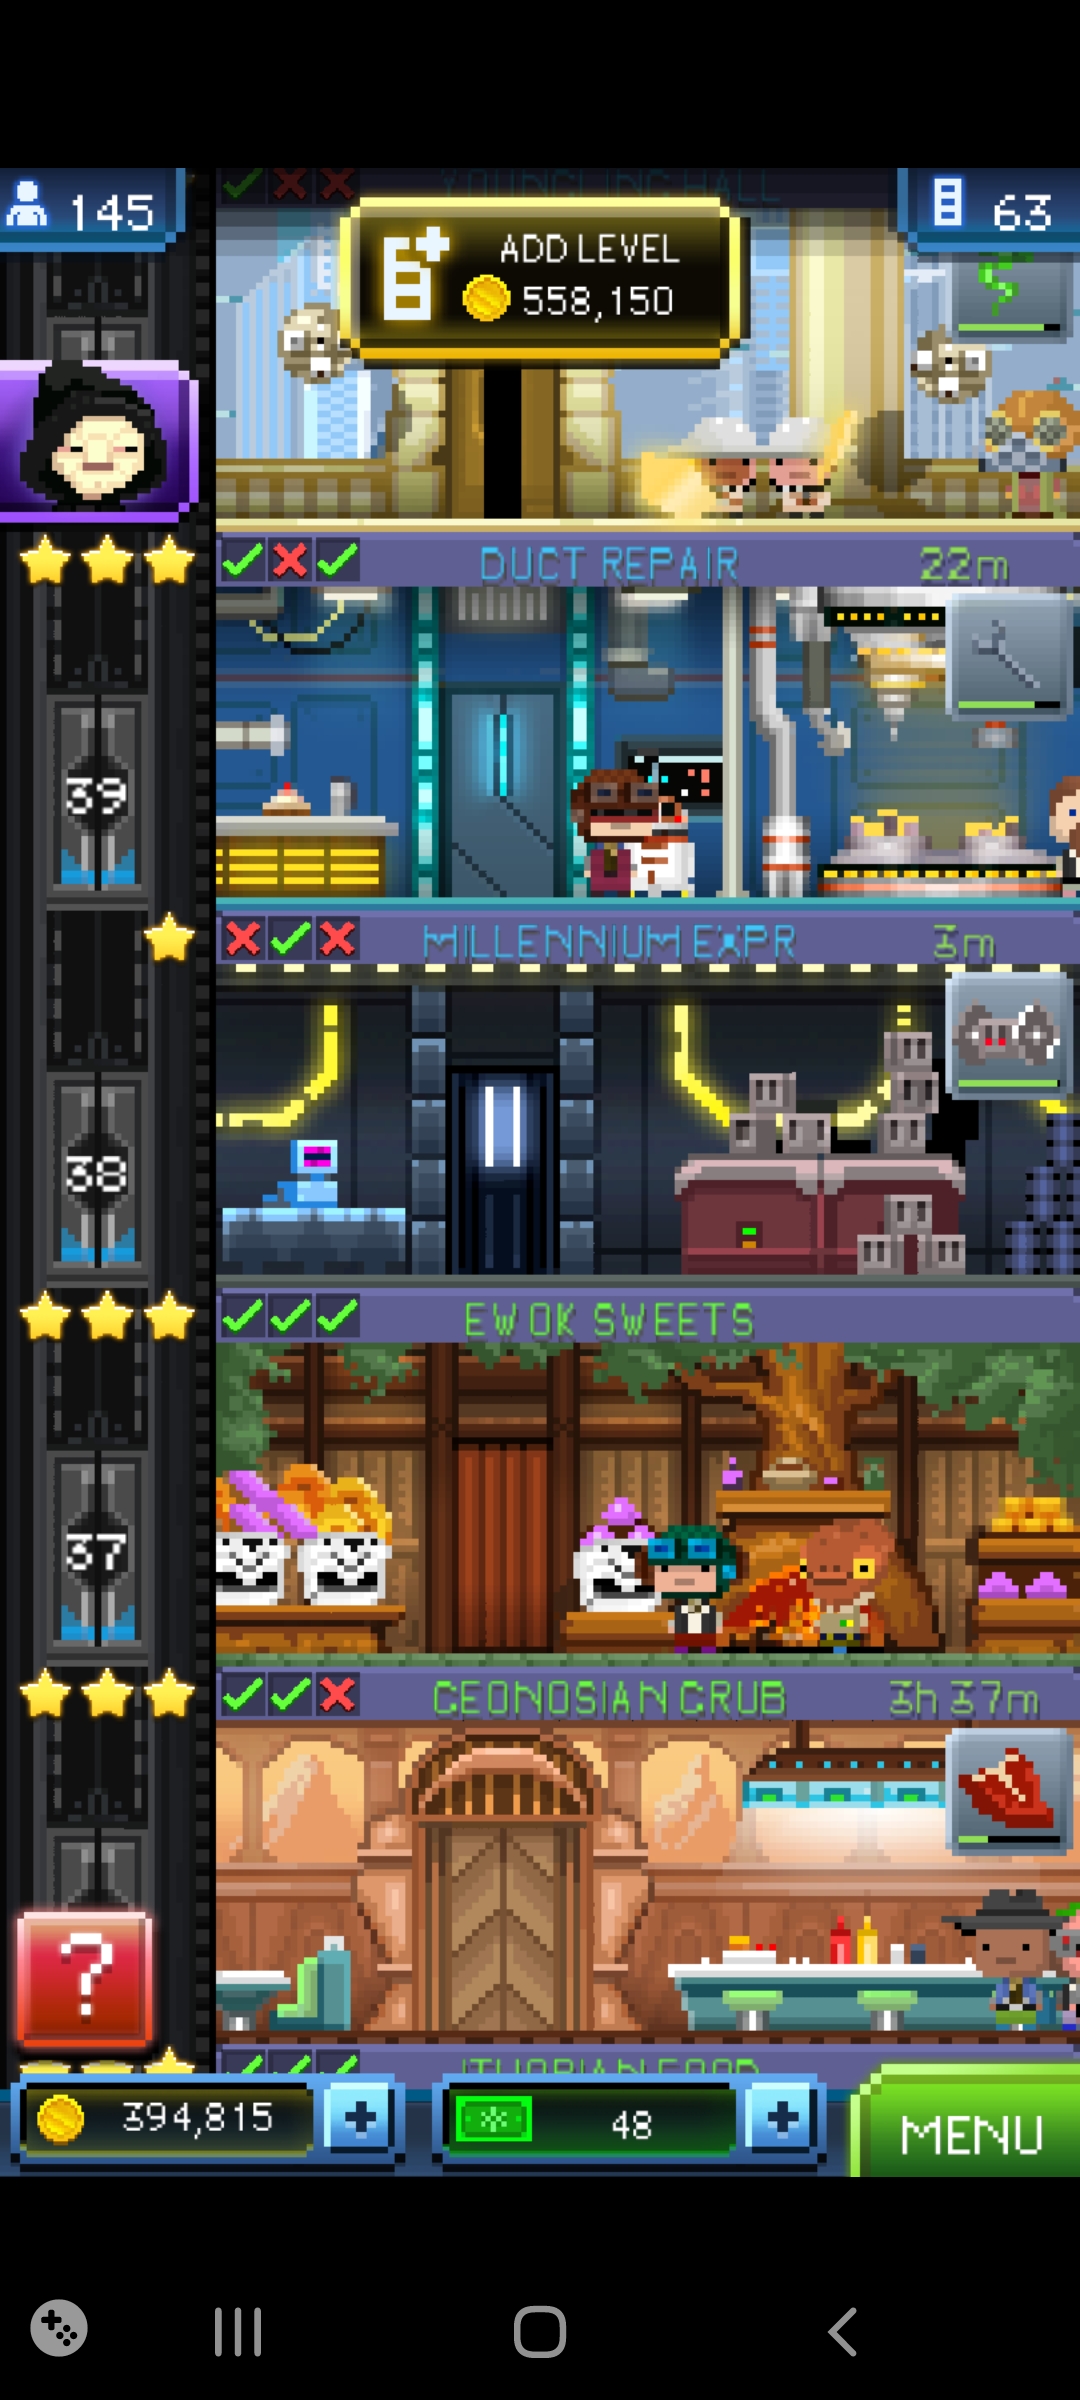 YOUNGLING HALL
145
63
ADD LEVEL
558,150
DUCT REPAIR 22m
39
MILLENNIUM EXPR 3m
38
EWOK SWEETS
37
GEONOSIAN GRUB 3h 37m
?
ITHORIAN FOOD
394,815
48
MENU